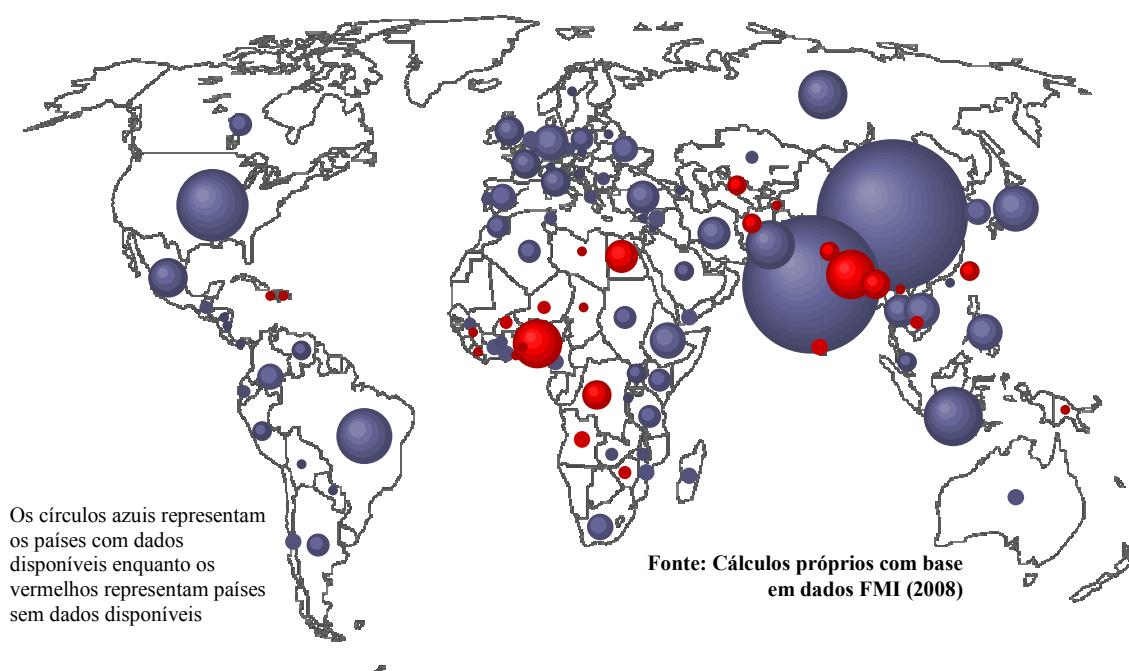 Os círculos azuis representam
os países com dados
disponíveis enquanto os
vermelhos representam países
sem dados disponíveis
Fonte: Cálculos próprios com base
em dados FMI (2008)